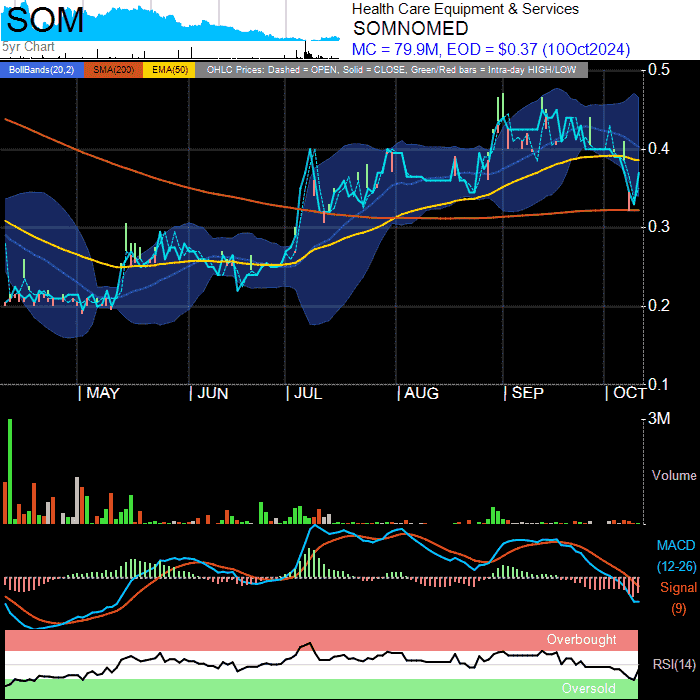 SOM
5yr Chart
Health Care Equipment & Services
SOMNOMED
MC = 79.9M, EOD = $0.37 (10Oct2024)
BollBands(20,2) SMA(200) EMA(50) OHLC Prices: Dashed = OPEN, Solid = CLOSE, Green/Red bars = Intra-day HIGH/LOW
0.5
0.4
0.3
0.2
0.1
| MAY | JUN | JUL | AUG | SEP | OCT
3M
Volume
MACD
(12-26)
Signal
(9)
Overbought
RSI(14)
Oversold